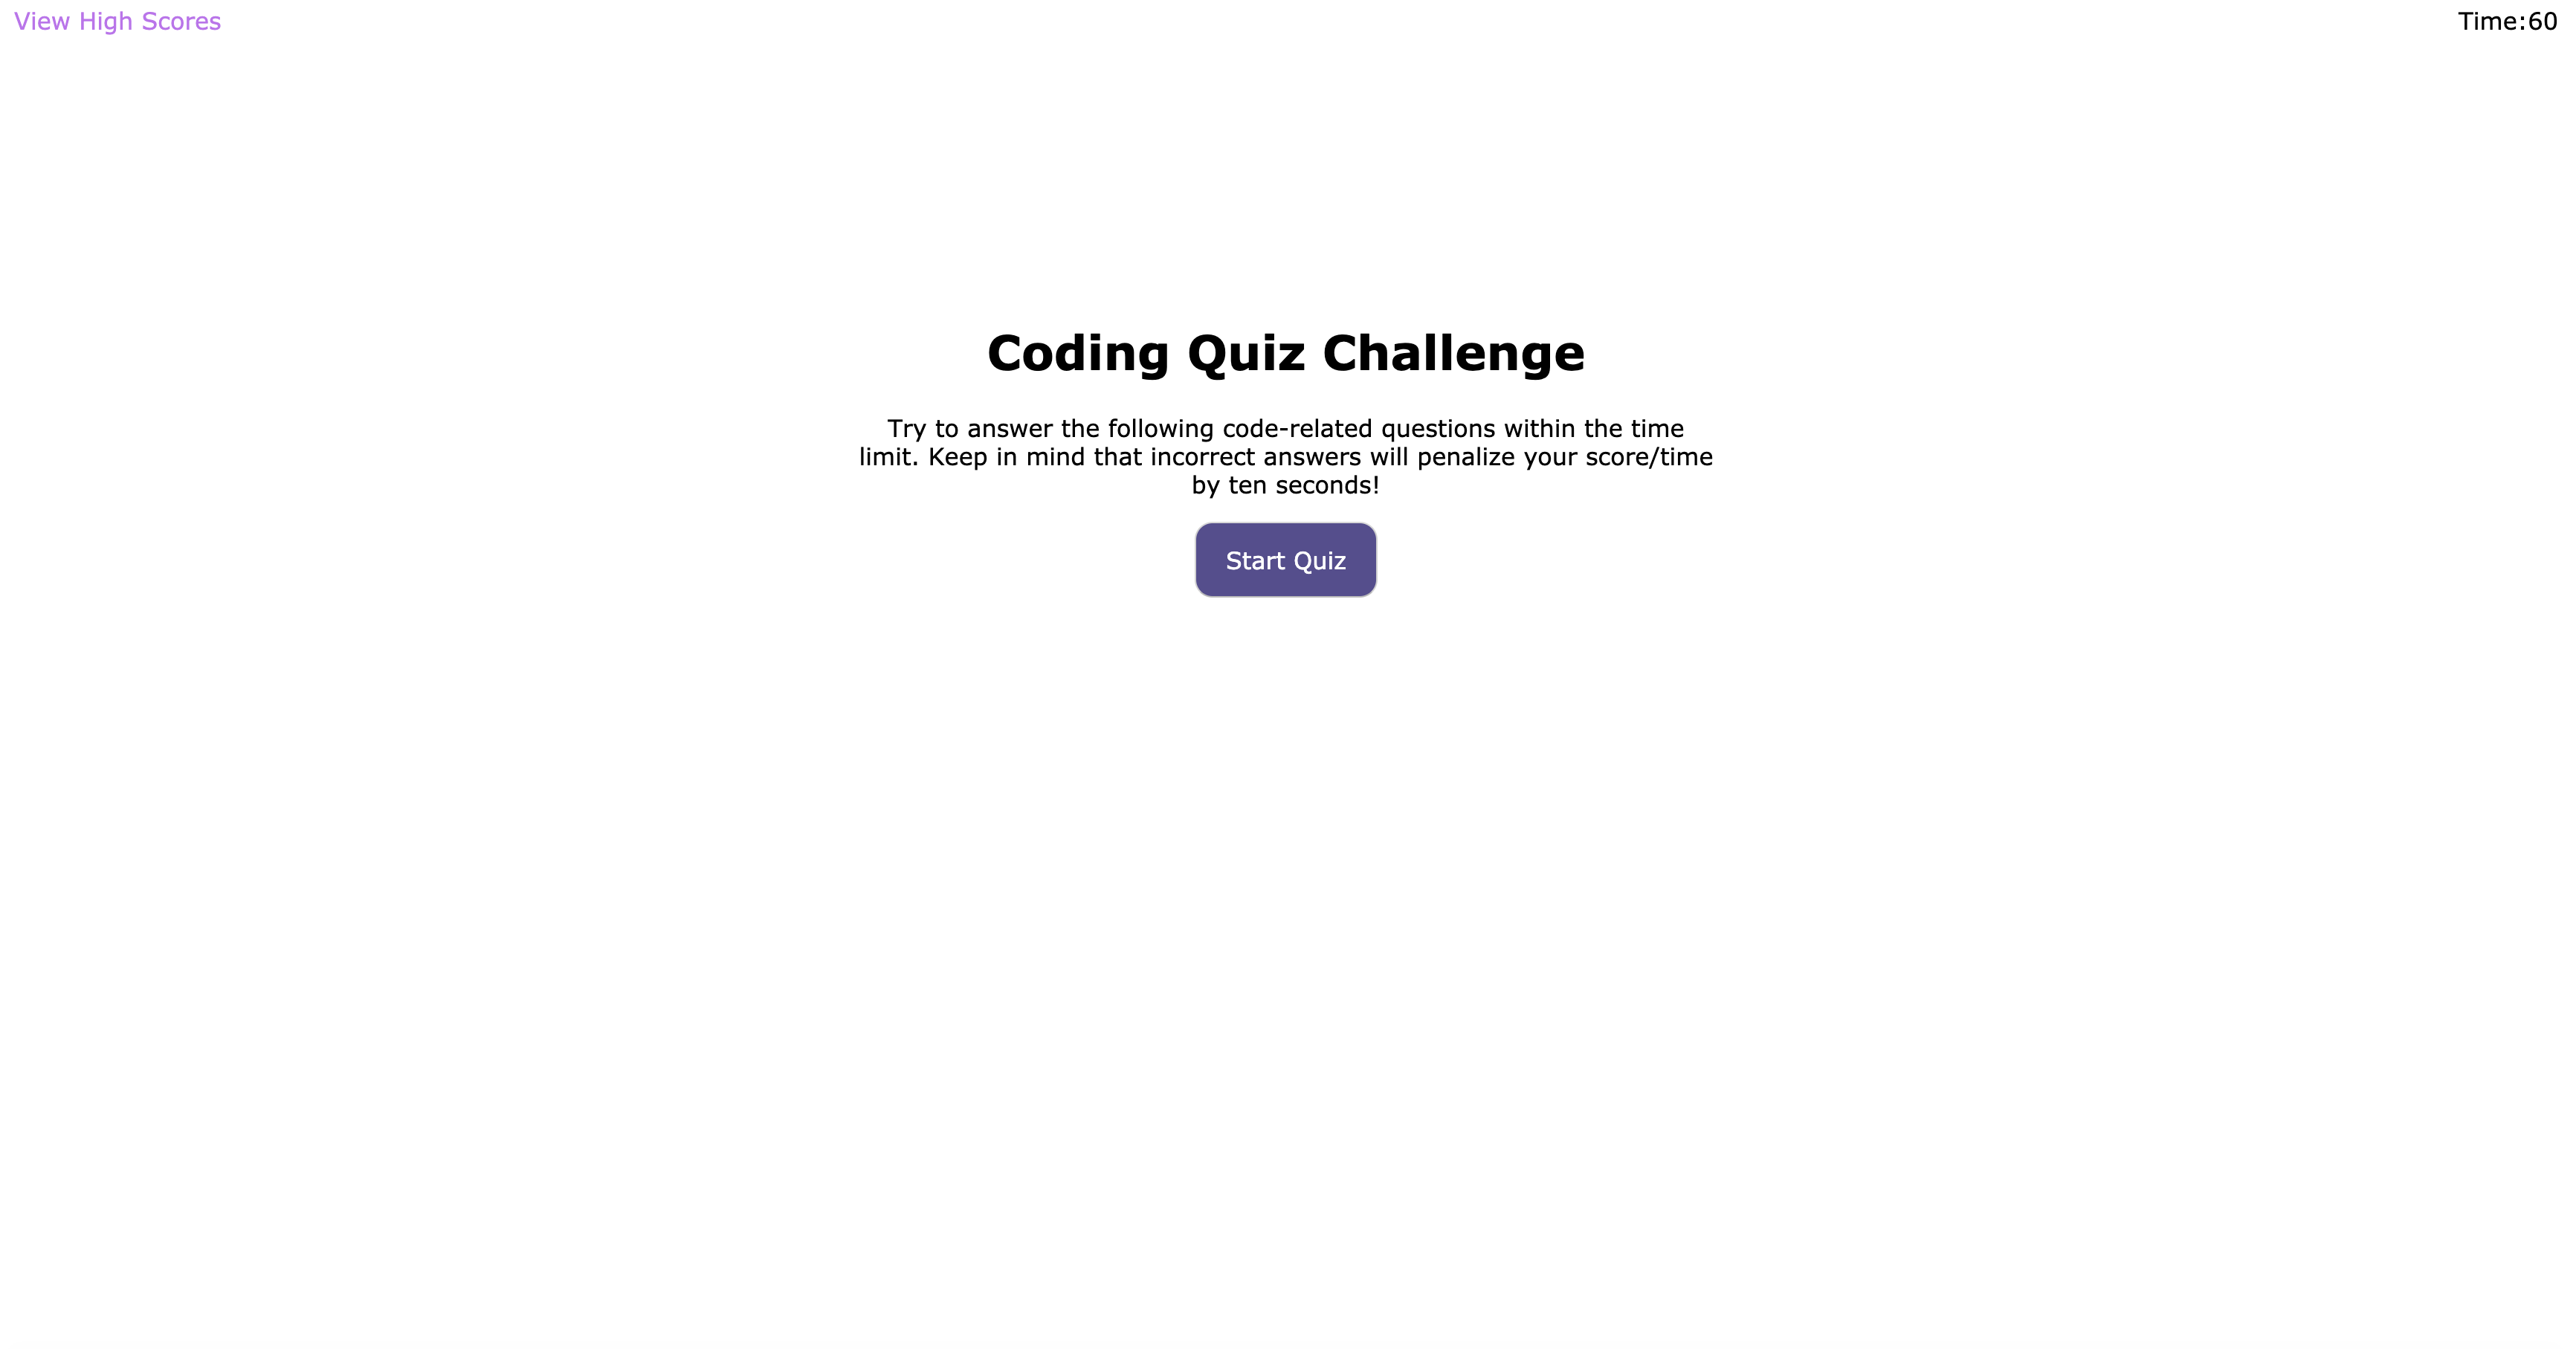 View High Scores
Time:60
Coding Quiz Challenge
Try to answer the following code-related questions within the time
limit. Keep in mind that incorrect answers will penalize your score/time
by ten seconds!
Start Quiz